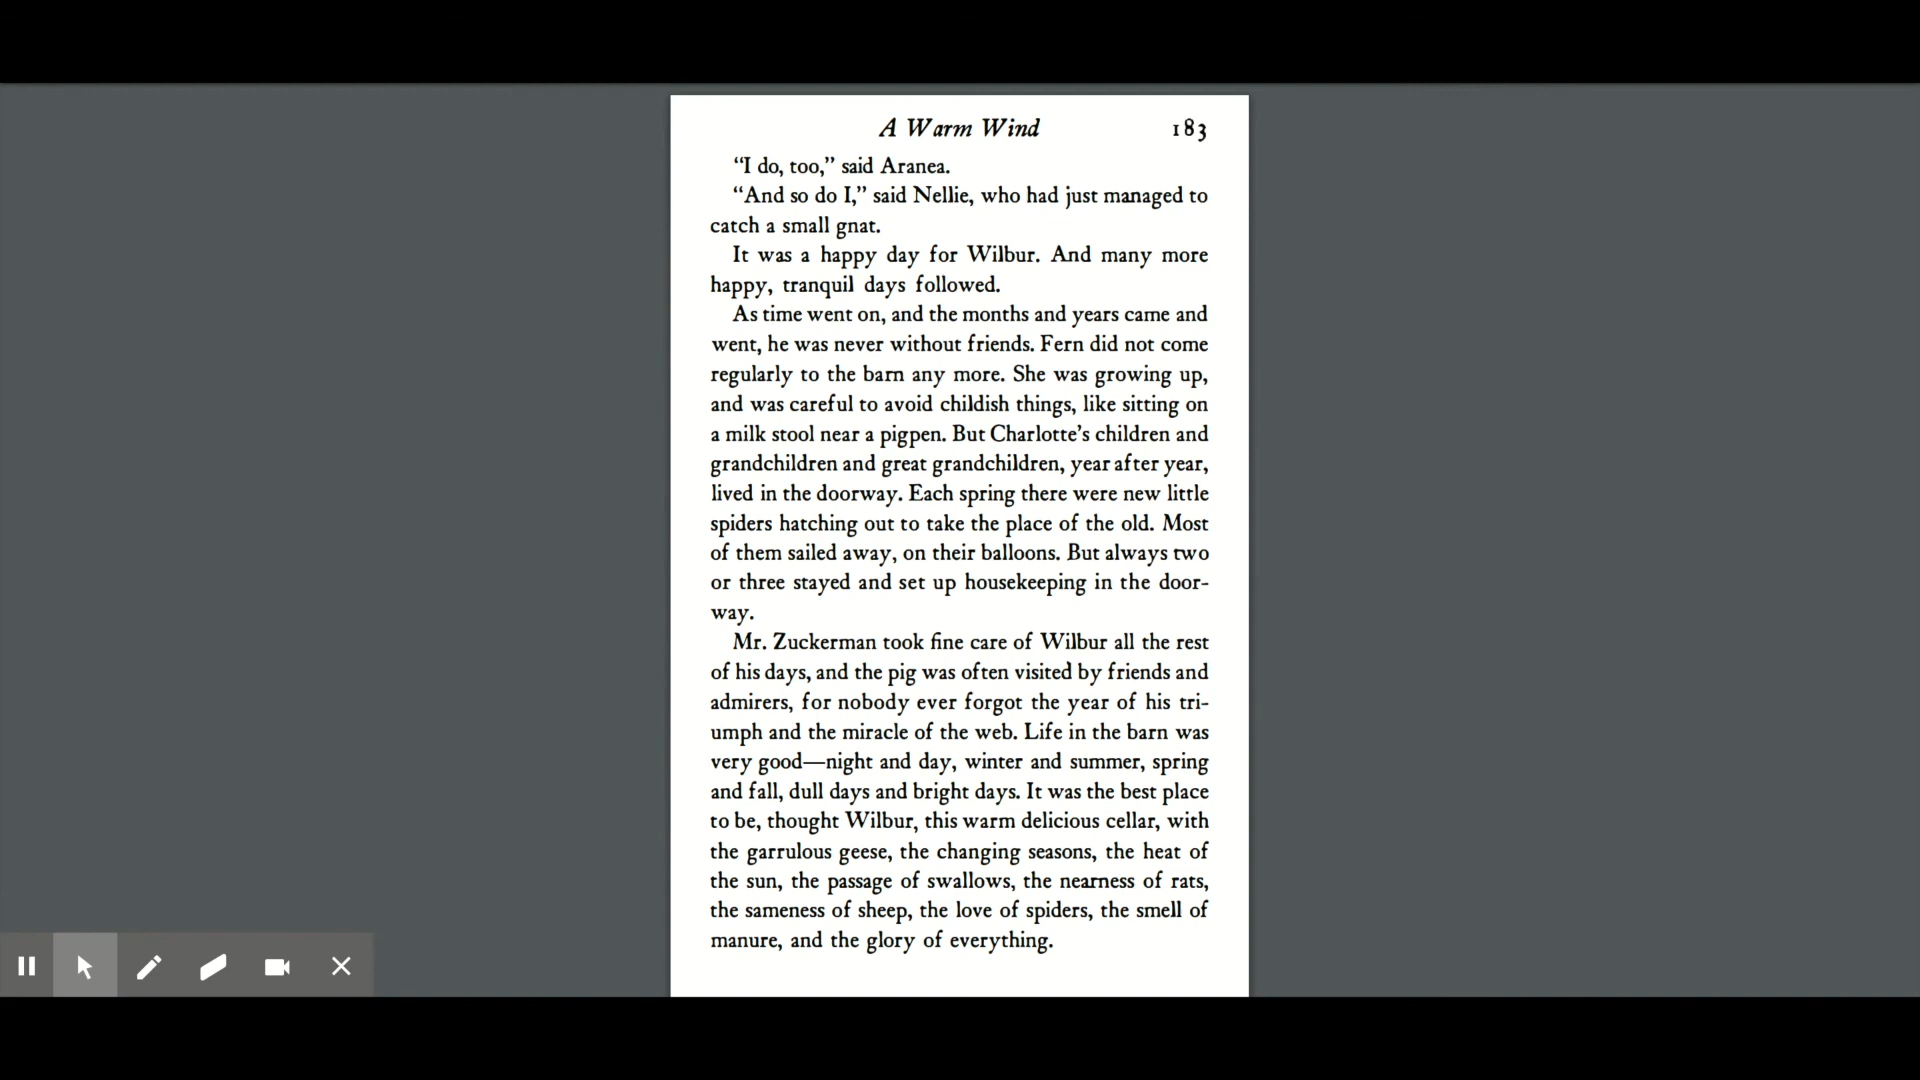 A Warm Wind 183
“I do, too,” said Aranea.
“And so do I,” said Nellie, who had just managed to
catch a small gnat.
It was a happy day for Wilbur. And many more
happy, tranquil days followed.
As time went on, and the months and years came and
went, he was never without friends. Fern did not come
regularly to the barn any more. She was growing up,
and was careful to avoid childish things, like sitting on
a milk stool near a pigpen. But Charlotte’s children and
grandchildren and great grandchildren, year after year,
lived in the doorway. Each spring there were new little
spiders hatching out to take the place of the old. Most
of them sailed away, on their balloons. But always two
or three stayed and set up housekeeping in the door-
way.
Mr. Zuckerman took fine care of Wilbur all the rest
of his days, and the pig was often visited by friends and
admirers, for nobody ever forgot the year of his tri-
umph and the miracle of the web. Life in the barn was
very good—night and day, winter and summer, spring
and fall, dull days and bright days. It was the best place
to be, thought Wilbur, this warm delicious cellar, with
the garrulous geese, the changing seasons, the heat of
the sun, the passage of swallows, the nearness of rats,
the sameness of sheep, the love of spiders, the smell of
manure, and the glory of everything.